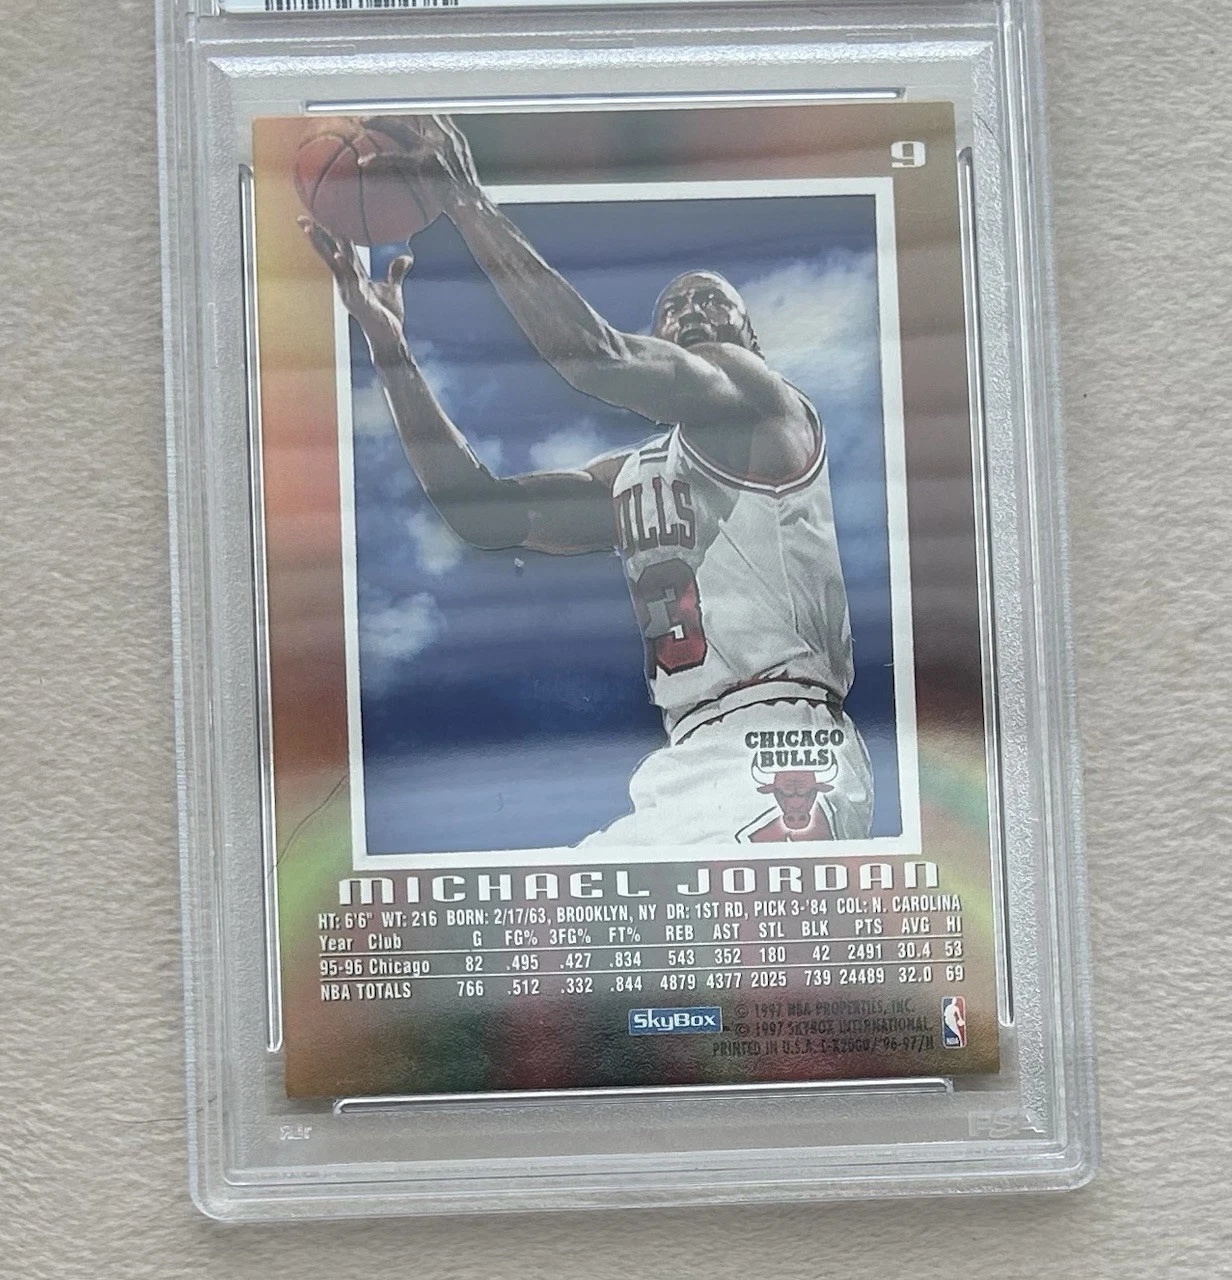 9
ULLS
3
CHICAGO
BULLS
MICHAEL JORDAN
HT: 6'6" WT: 216 BORN: 2/17/63, BROOKLYN, NY DR: 1ST RD, PICK 3-'84 COL: N. CAROLINA
Year Club G FG% 3FG% FT% REB AST STL BLK PTS AVG HI
95-96 Chicago 82 .495 .427 .834 543 352 180 42 2491 30.4 53
NBA TOTALS 766 .512 .332 .844 4879 4377 2025 739 24489 32.0 69
SkyBox
© 1997 NBA PROPERTIES, INC.
© 1997 SKYBOX INTERNATIONAL,
PRINTED IN U.S.A. '96-97/H
NBA